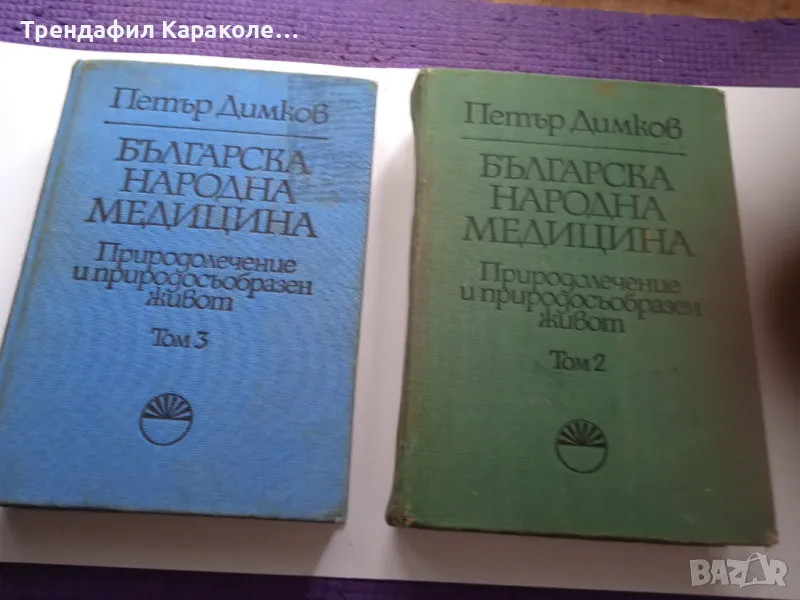 Трендафил Караколе...
Петър Димков
БЪЛГАРСКА
НАРОДНА
МЕДИЦИНА
Природолечение
и природосъобразен
живот
Том 3
Петър Димков
БЪЛГАРСКА
НАРОДНА
МЕДИЦИНА
Природолечение
и природосъобразен
живот
Том 2
BAZAR